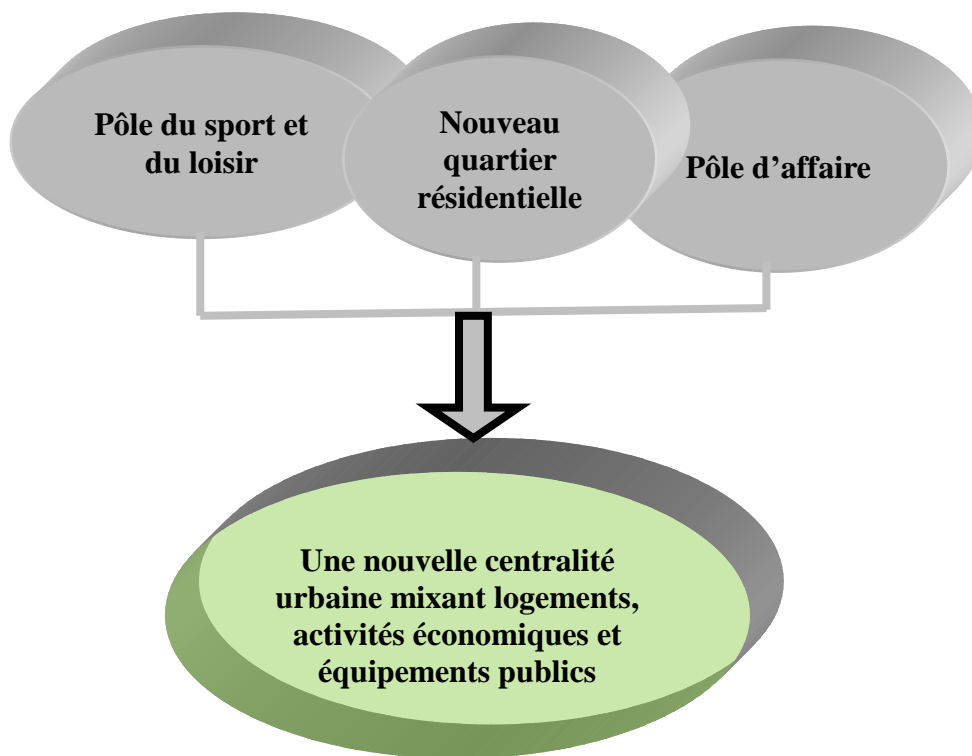 Pôle du sport et
du loisir
Nouveau
quartier
résidentielle
Pôle d’affaire
Une nouvelle centralité
urbaine mixant logements,
activités économiques et
équipements publics